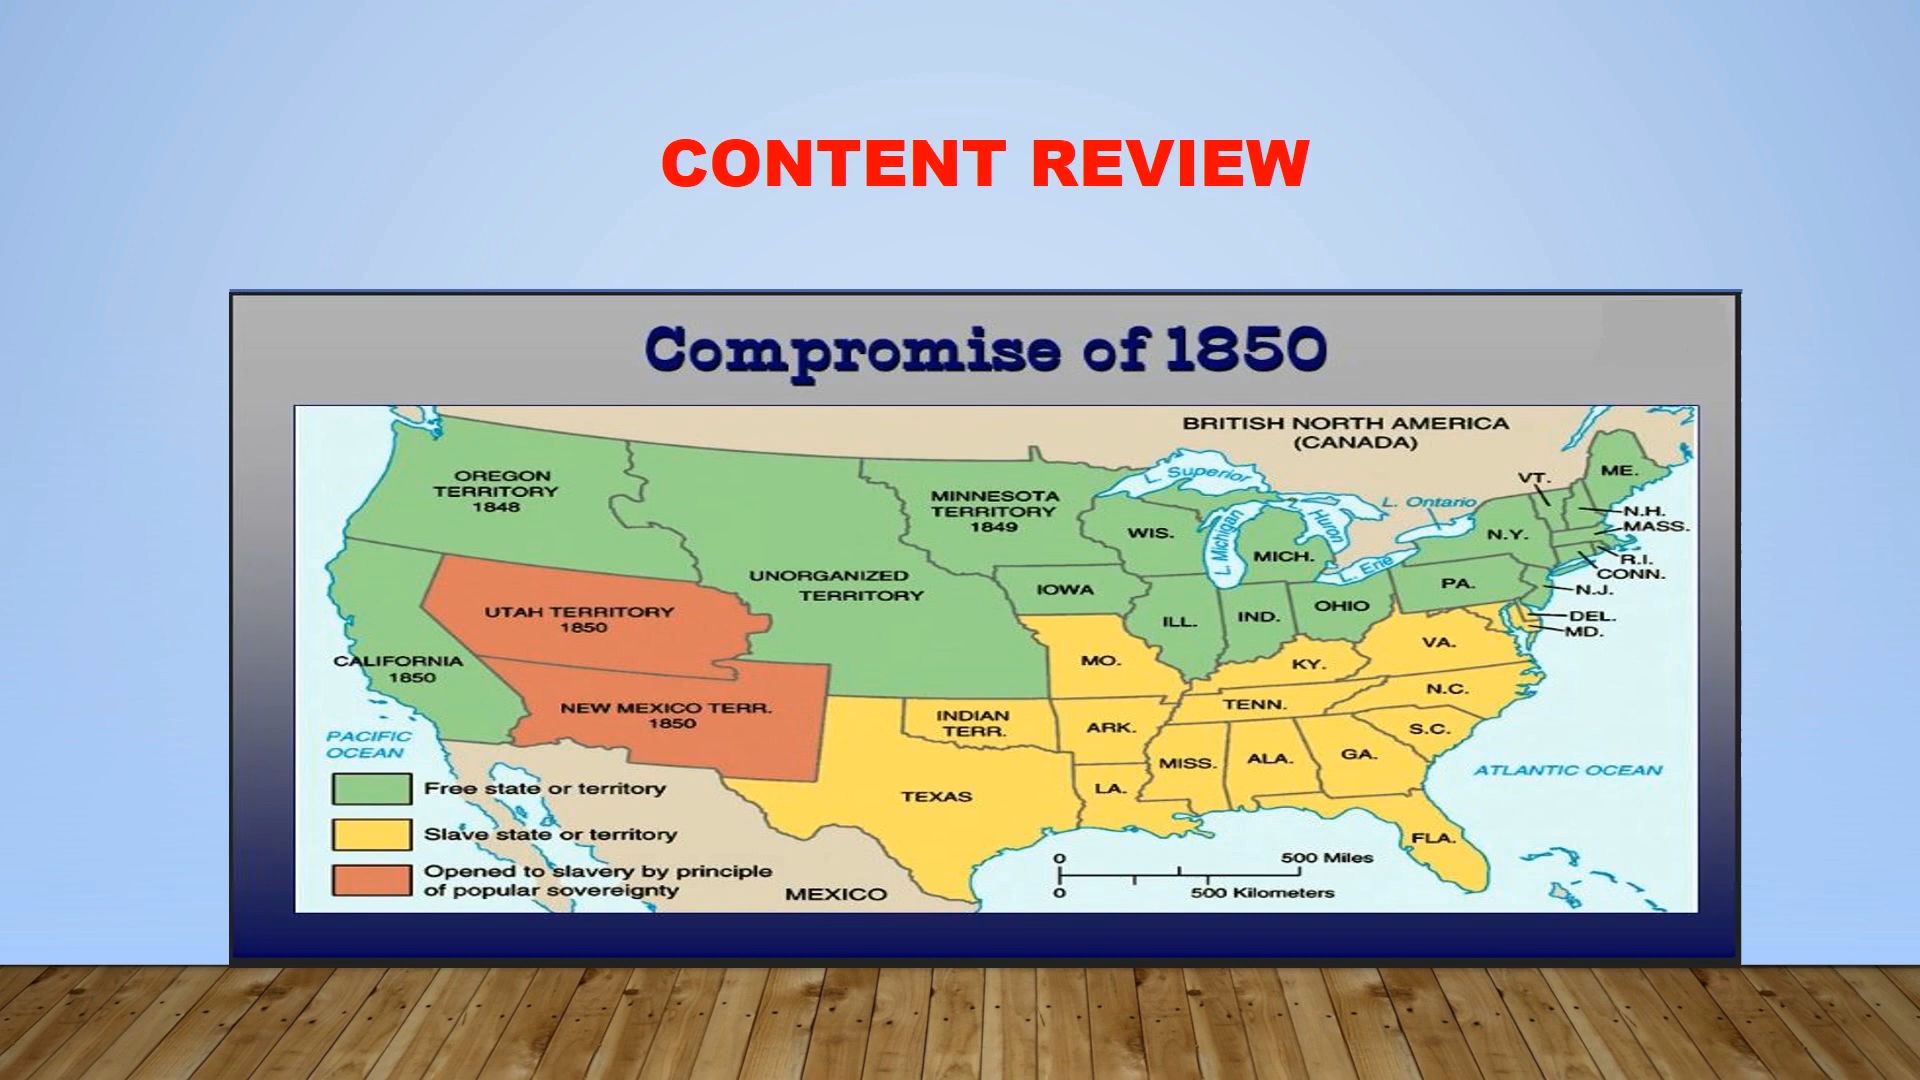 CONTENT REVIEW
Compromise of 1850
BRITISH NORTH AMERICA
(CANADA)
OREGON
TERRITORY
1848
MINNESOTA
TERRITORY
1849
L. Superior
L. Michigan
L. Huron
L. Ontario
L. Erie
VT.
ME.
N.H.
MASS.
N.Y.
R.I.
CONN.
N.J.
PA.
DEL.
MD.
WIS.
MICH.
UNORGANIZED
TERRITORY
IOWA
ILL.
IND.
OHIO
UTAH TERRITORY
1850
CALIFORNIA
1850
MO.
KY.
VA.
NEW MEXICO TERR.
1850
INDIAN
TERR.
ARK.
TENN.
N.C.
S.C.
PACIFIC
OCEAN
TEXAS
LA.
MISS.
ALA.
GA.
ATLANTIC OCEAN
FLA.
Free state or territory
Slave state or territory
Opened to slavery by principle
of popular sovereignty
MEXICO
0
500 Miles
0
500 Kilometers